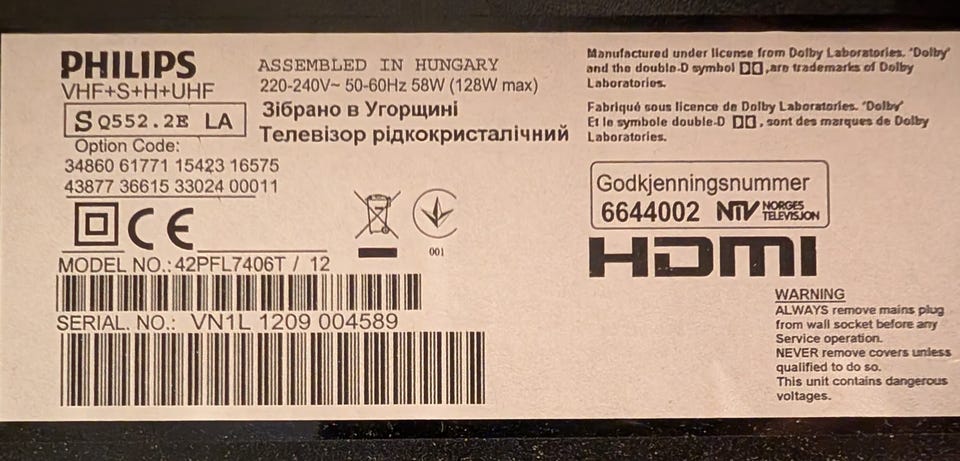 PHILIPS
VHF+S+H+UHF
S Q552.2E LA
Option Code:
34860 61771 15423 16575
43877 36615 33024 00011
CE
ASSEMBLED IN HUNGARY
220-240V~ 50-60Hz 58W (128W max)
Зібрано в Угорщині
Телевізор рідкокристалічний
001
MODEL NO.:42PFL7406T / 12
SERIAL. NO.: VN1L 1209 004589
Manufactured under license from Dolby Laboratories. "Dolby"
and the double-D symbol ,are trademarks of Dolby
Laboratories.
Fabriqué sous licence de Dolby Laboratories. "Dolby"
Et le symbole double-D , sont des marques de Dolby
Laboratories.
Godkjenningsnummer
6644002 NTV NORGES TELEVISJON
HDMI
WARNING
ALWAYS remove mains plug
from wall socket before any
Service operation.
NEVER remove covers unless
qualified to do so.
This unit contains dangerous
voltages.